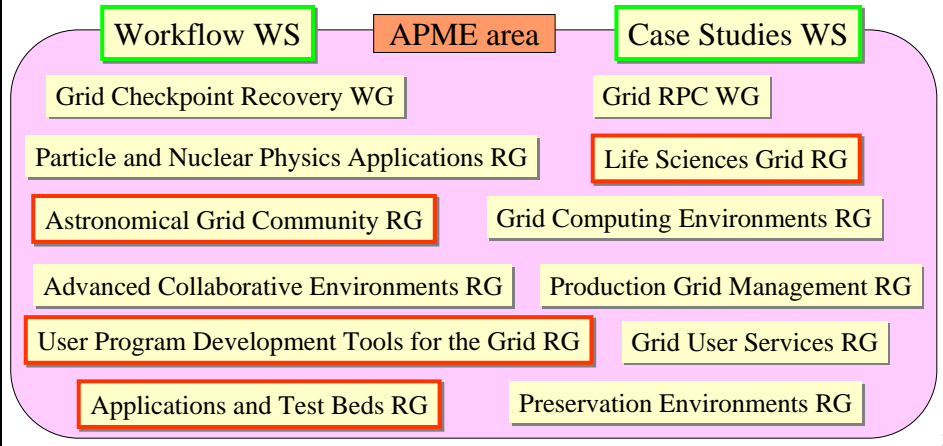 Workflow WS
APME area
Case Studies WS
Grid Checkpoint Recovery WG
Grid RPC WG
Particle and Nuclear Physics Applications RG
Life Sciences Grid RG
Astronomical Grid Community RG
Grid Computing Environments RG
Advanced Collaborative Environments RG
Production Grid Management RG
User Program Development Tools for the Grid RG
Grid User Services RG
Applications and Test Beds RG
Preservation Environments RG